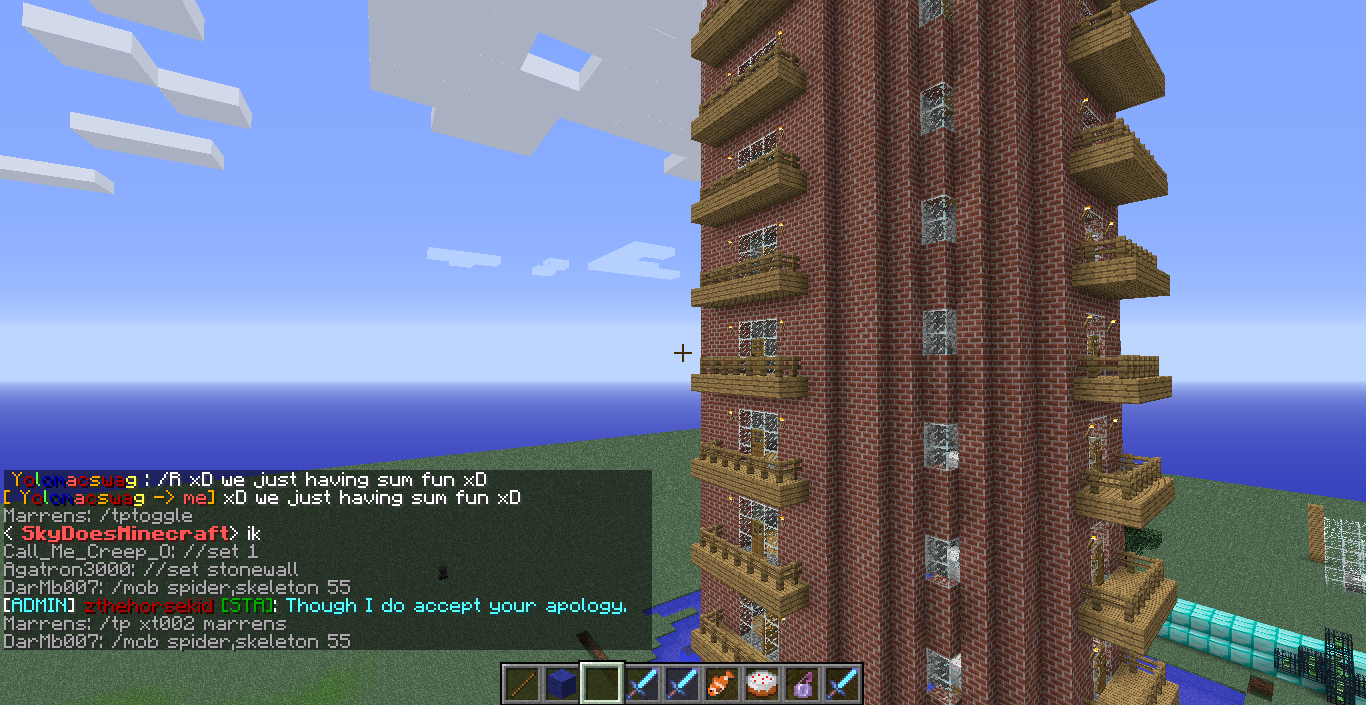 Yolomacswag : /R xD we just having sum fun xD
[ Yolomacswag -> me] xD we just having sum fun xD
Marrens: /tptoggle
< SkyDoesMinecraft> ik
Call_Me_Creep_O: //set 1
Agatron3000: //set stonewall
DarMb007: /mob spider,skeleton 55
[ADMIN] zthehorsekid [STA]: Though I do accept your apology.
Marrens: /tp xt002 marrens
DarMb007: /mob spider,skeleton 55